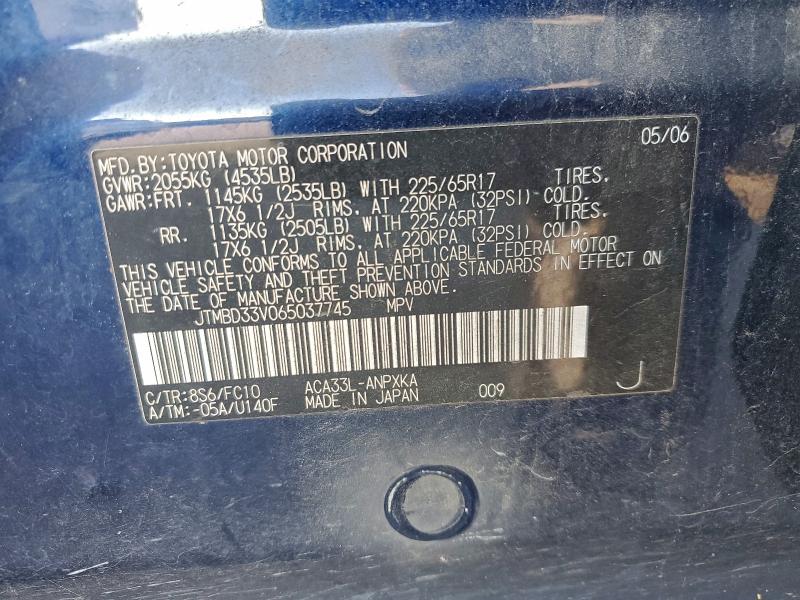 05/06
MFD.BY:TOYOTA MOTOR CORPORATION
GVWR:2055KG (4535LB)
GAWR:FRT. 1145KG (2535LB) WITH 225/65R17 TIRES.
17X6 1/2J RIMS. AT 220KPA (32PSI) COLD.
RR. 1135KG (2505LB) WITH 225/65R17 TIRES.
17X6 1/2J RIMS. AT 220KPA (32PSI) COLD.
THIS VEHICLE CONFORMS TO ALL APPLICABLE FEDERAL MOTOR
VEHICLE SAFETY AND THEFT PREVENTION STANDARDS IN EFFECT ON
THE DATE OF MANUFACTURE SHOWN ABOVE.
JTMBD33V065037745 MPV
C/TR:8S6/FC10 ACA33L-ANPXKA
A/TM:-05A/U140F MADE IN JAPAN 009 J